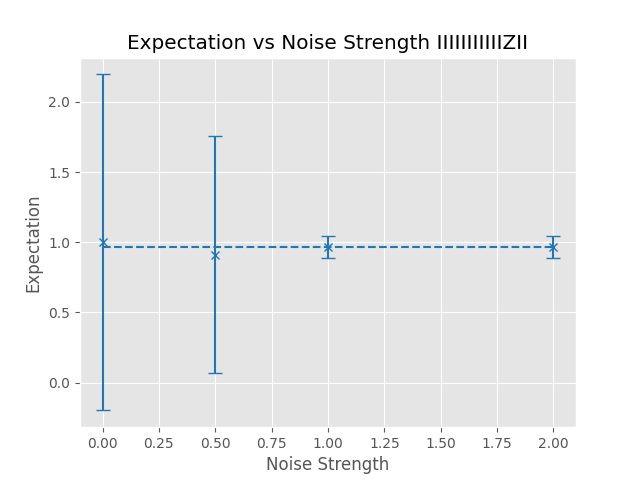 Expectation vs Noise Strength IIIIIIIIIIIZII
2.0
1.5
1.0
0.5
0.0
Expectation
0.00 0.25 0.50 0.75 1.00 1.25 1.50 1.75 2.00
Noise Strength